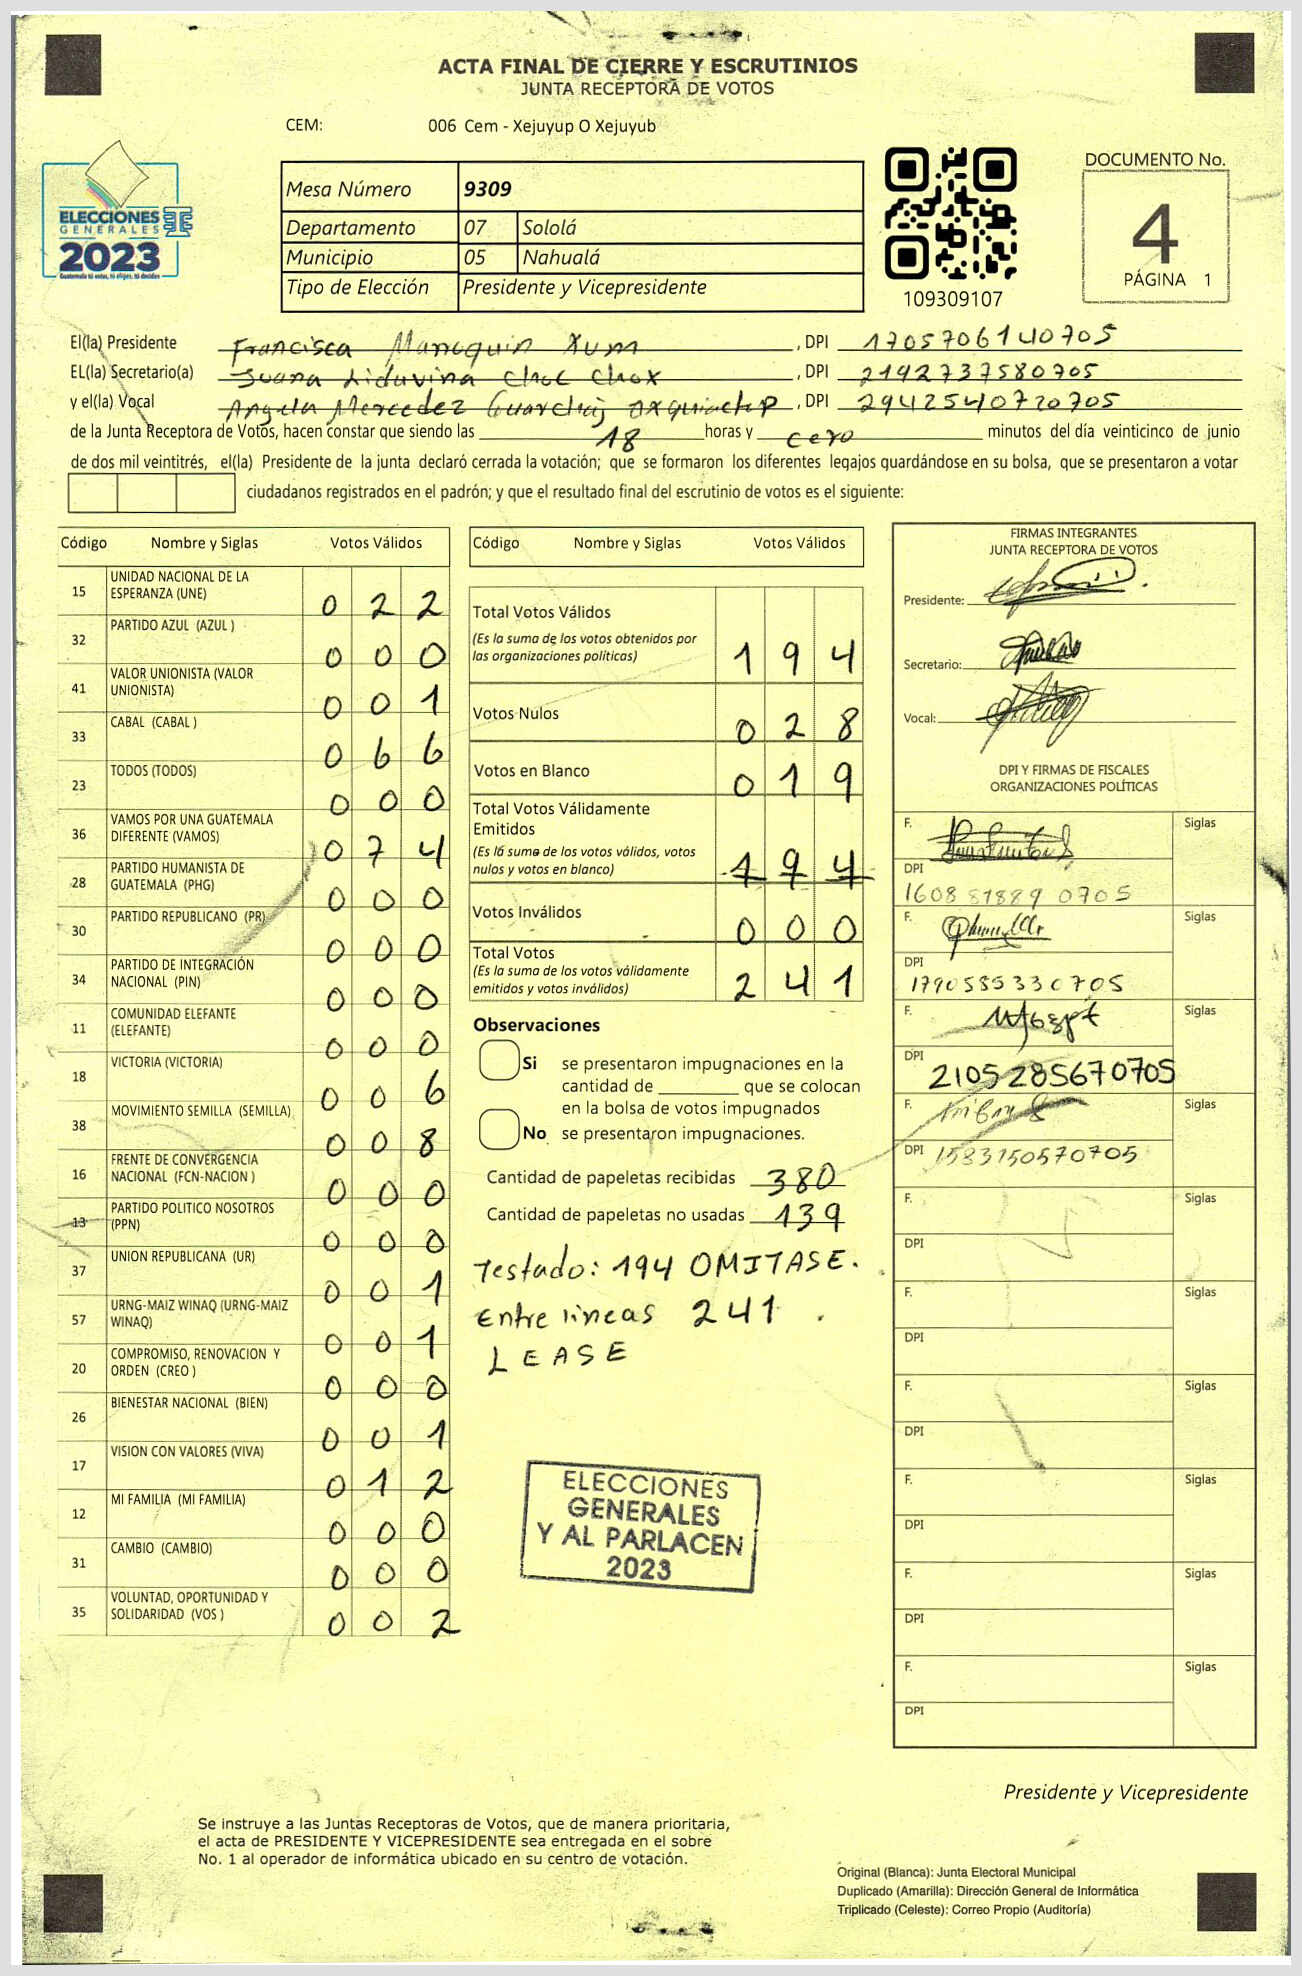 ACTA FINAL DE CIERRE Y ESCRUTINIOS
JUNTA RECEPTORA DE VOTOS
CEM: 006 Cem - Xejuyup O Xejuyub
ELECCIONES
GENERALES
2023
Guatemala tú votas, tú eliges, tú decides
Mesa Número 9309
Departamento 07 Sololá
Municipio 05 Nahualá
Tipo de Elección Presidente y Vicepresidente
109309107
DOCUMENTO No.
4
PÁGINA 1
El(la) Presidente Francisca Xum, DPI 1705706140705
EL(la) Secretario(a) Juana Luduvina Choc Chox, DPI 2192737580705
y el(la) Vocal Angela Mercedez Guarchaj, DPI 2942540720705
de la Junta Receptora de Votos, hacen constar que siendo las 18 horas y cero minutos del día veinticinco de junio
de dos mil veintitrés, el(la) Presidente de la junta declaró cerrada la votación; que se formaron los diferentes legajos guardándose en su bolsa, que se presentaron a votar
ciudadanos registrados en el padrón; y que el resultado final del escrutinio de votos es el siguiente:
Código Nombre y Siglas Votos Válidos
15 UNIDAD NACIONAL DE LA ESPERANZA (UNE) 0 2 2
32 PARTIDO AZUL (AZUL ) 0 0 0
41 VALOR UNIONISTA (VALOR UNIONISTA) 0 0 1
33 CABAL (CABAL ) 0 6 6
23 TODOS (TODOS) 0 0 0
36 VAMOS POR UNA GUATEMALA DIFERENTE (VAMOS) 0 7 4
28 PARTIDO HUMANISTA DE GUATEMALA (PHG) 0 0 0
30 PARTIDO REPUBLICANO (PR) 0 0 0
34 PARTIDO DE INTEGRACIÓN NACIONAL (PIN) 0 0 0
11 COMUNIDAD ELEFANTE (ELEFANTE) 0 0 0
18 VICTORIA (VICTORIA) 0 0 6
38 MOVIMIENTO SEMILLA (SEMILLA) 0 0 8
16 FRENTE DE CONVERGENCIA NACIONAL (FCN-NACION ) 0 0 0
13 PARTIDO POLITICO NOSOTROS (PPN) 0 0 0
37 UNION REPUBLICANA (UR) 0 0 1
57 URNG-MAIZ WINAQ (URNG-MAIZ WINAQ) 0 0 1
20 COMPROMISO, RENOVACION Y ORDEN (CREO ) 0 0 0
26 BIENESTAR NACIONAL (BIEN) 0 0 1
17 VISION CON VALORES (VIVA) 0 1 2
12 MI FAMILIA (MI FAMILIA) 0 0 0
31 CAMBIO (CAMBIO) 0 0 0
35 VOLUNTAD, OPORTUNIDAD Y SOLIDARIDAD (VOS ) 0 0 2
Código Nombre y Siglas Votos Válidos
Total Votos Válidos 1 9 4
(Es la suma de los votos obtenidos por
las organizaciones politicas)
Votos Nulos 0 2 8
Votos en Blanco 0 1 9
Total Votos Válidamente
Emitidos 1 9 4
(Es la suma de los votos válidos, votos
nulos y votos en blanco)
Votos Inválidos 0 0 0
Total Votos 2 4 1
(Es la suma de los votos válidamente
emitidos y votos inválidos)
Observaciones
Si se presentaron impugnaciones en la
cantidad de ________ que se colocan
en la bolsa de votos impugnados
No se presentaron impugnaciones.
Cantidad de papeletas recibidas 380
Cantidad de papeletas no usadas 139
Testado: 194 OMITASE.
Entre lineas 241.
LEASE
ELECCIONES
GENERALES
Y AL PARLACEN
2023
FIRMAS INTEGRANTES
JUNTA RECEPTORA DE VOTOS
Presidente:
Secretario:
Vocal:
DPI Y FIRMAS DE FISCALES
ORGANIZACIONES POLÍTICAS
F. Siglas
DPI
1608 87889 0705
F. Siglas
DPI
1790585330705
F. Siglas
DPI 2105285670705
F. Siglas
DPI 1583150570705
F. Siglas
DPI
F. Siglas
DPI
F. Siglas
DPI
F. Siglas
DPI
F. Siglas
DPI
F. Siglas
DPI
Presidente y Vicepresidente
Se instruye a las Juntas Receptoras de Votos, que de manera prioritaria,
el acta de PRESIDENTE Y VICEPRESIDENTE sea entregada en el sobre
No. 1 al operador de informática ubicado en su centro de votación.
Original (Blanca): Junta Electoral Municipal
Duplicado (Amarilla): Dirección General de Informática
Triplicado (Celeste): Correo Propio (Auditoría)